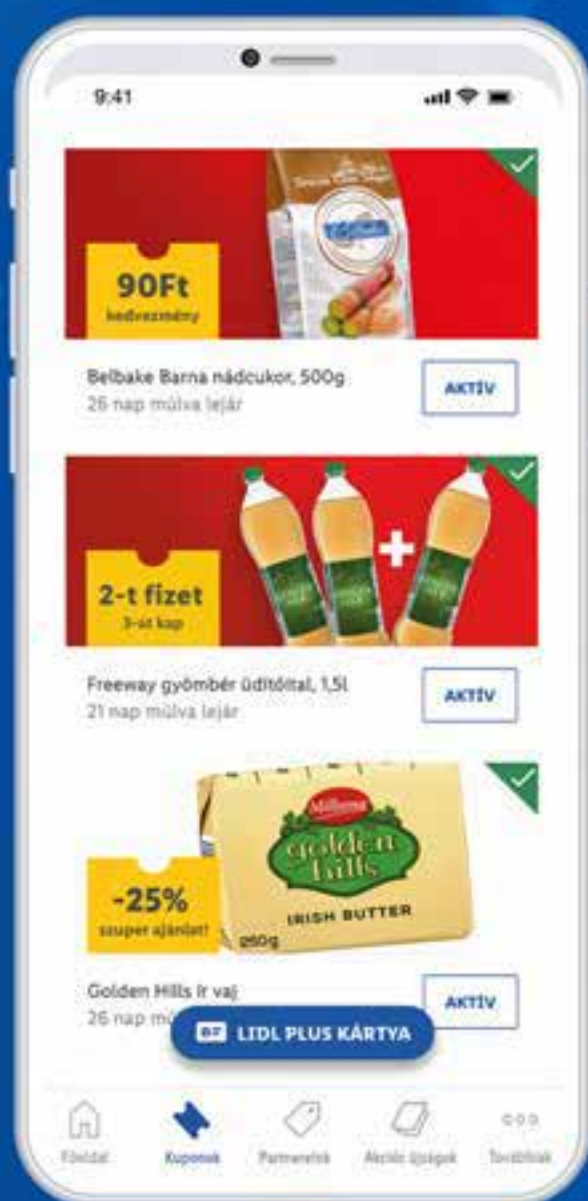 9:41
90Ft
kedvezmény
Belbake Barna nádcukor, 500g
26 nap múlva lejár
AKTÍV
2-t fizet
3-at kap
Freeway gyömbér üdítőital, 1,5l
21 nap múlva lejár
AKTÍV
Milbona
golden
hills
IRISH BUTTER
250g
-25%
szuper ajánlat!
Golden Hills ír vaj
26 nap
AKTÍV
LIDL PLUS KÁRTYA
Főoldal
Kuponok
Partnereink
Akciós újságok
Továbbiak